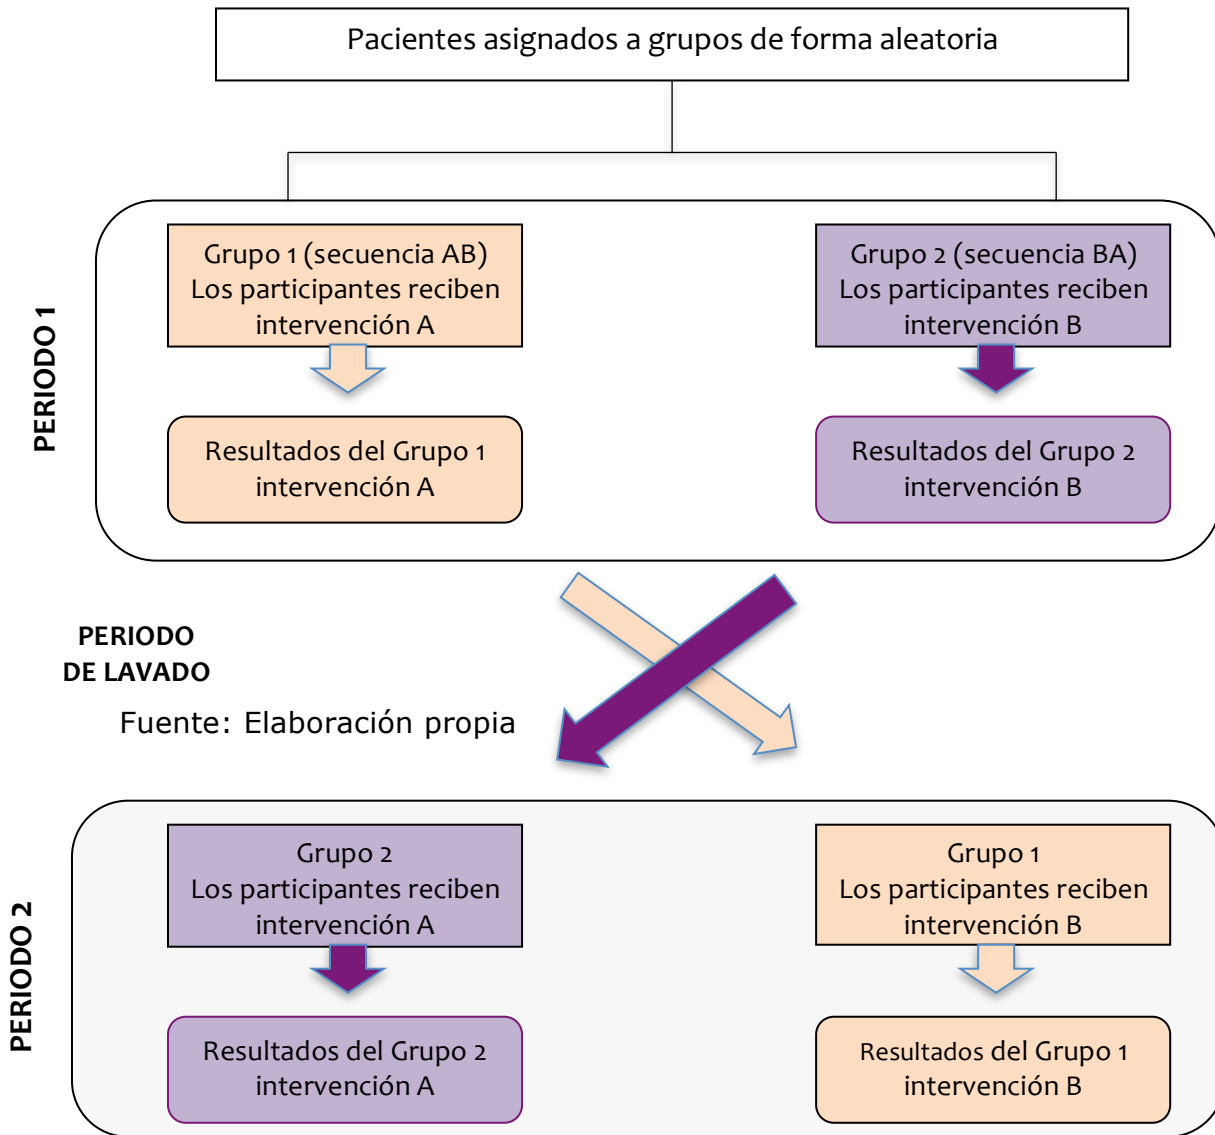 Pacientes asignados a grupos de forma aleatoria
PERIODO 1
Grupo 1 (secuencia AB)
Los participantes reciben
intervención A
Grupo 2 (secuencia BA)
Los participantes reciben
intervención B
Resultados del Grupo 1
intervención A
Resultados del Grupo 2
intervención B
PERIODO
DE LAVADO
Fuente: Elaboración propia
PERIODO 2
Grupo 2
Los participantes reciben
intervención A
Grupo 1
Los participantes reciben
intervención B
Resultados del Grupo 2
intervención A
Resultados del Grupo 1
intervención B